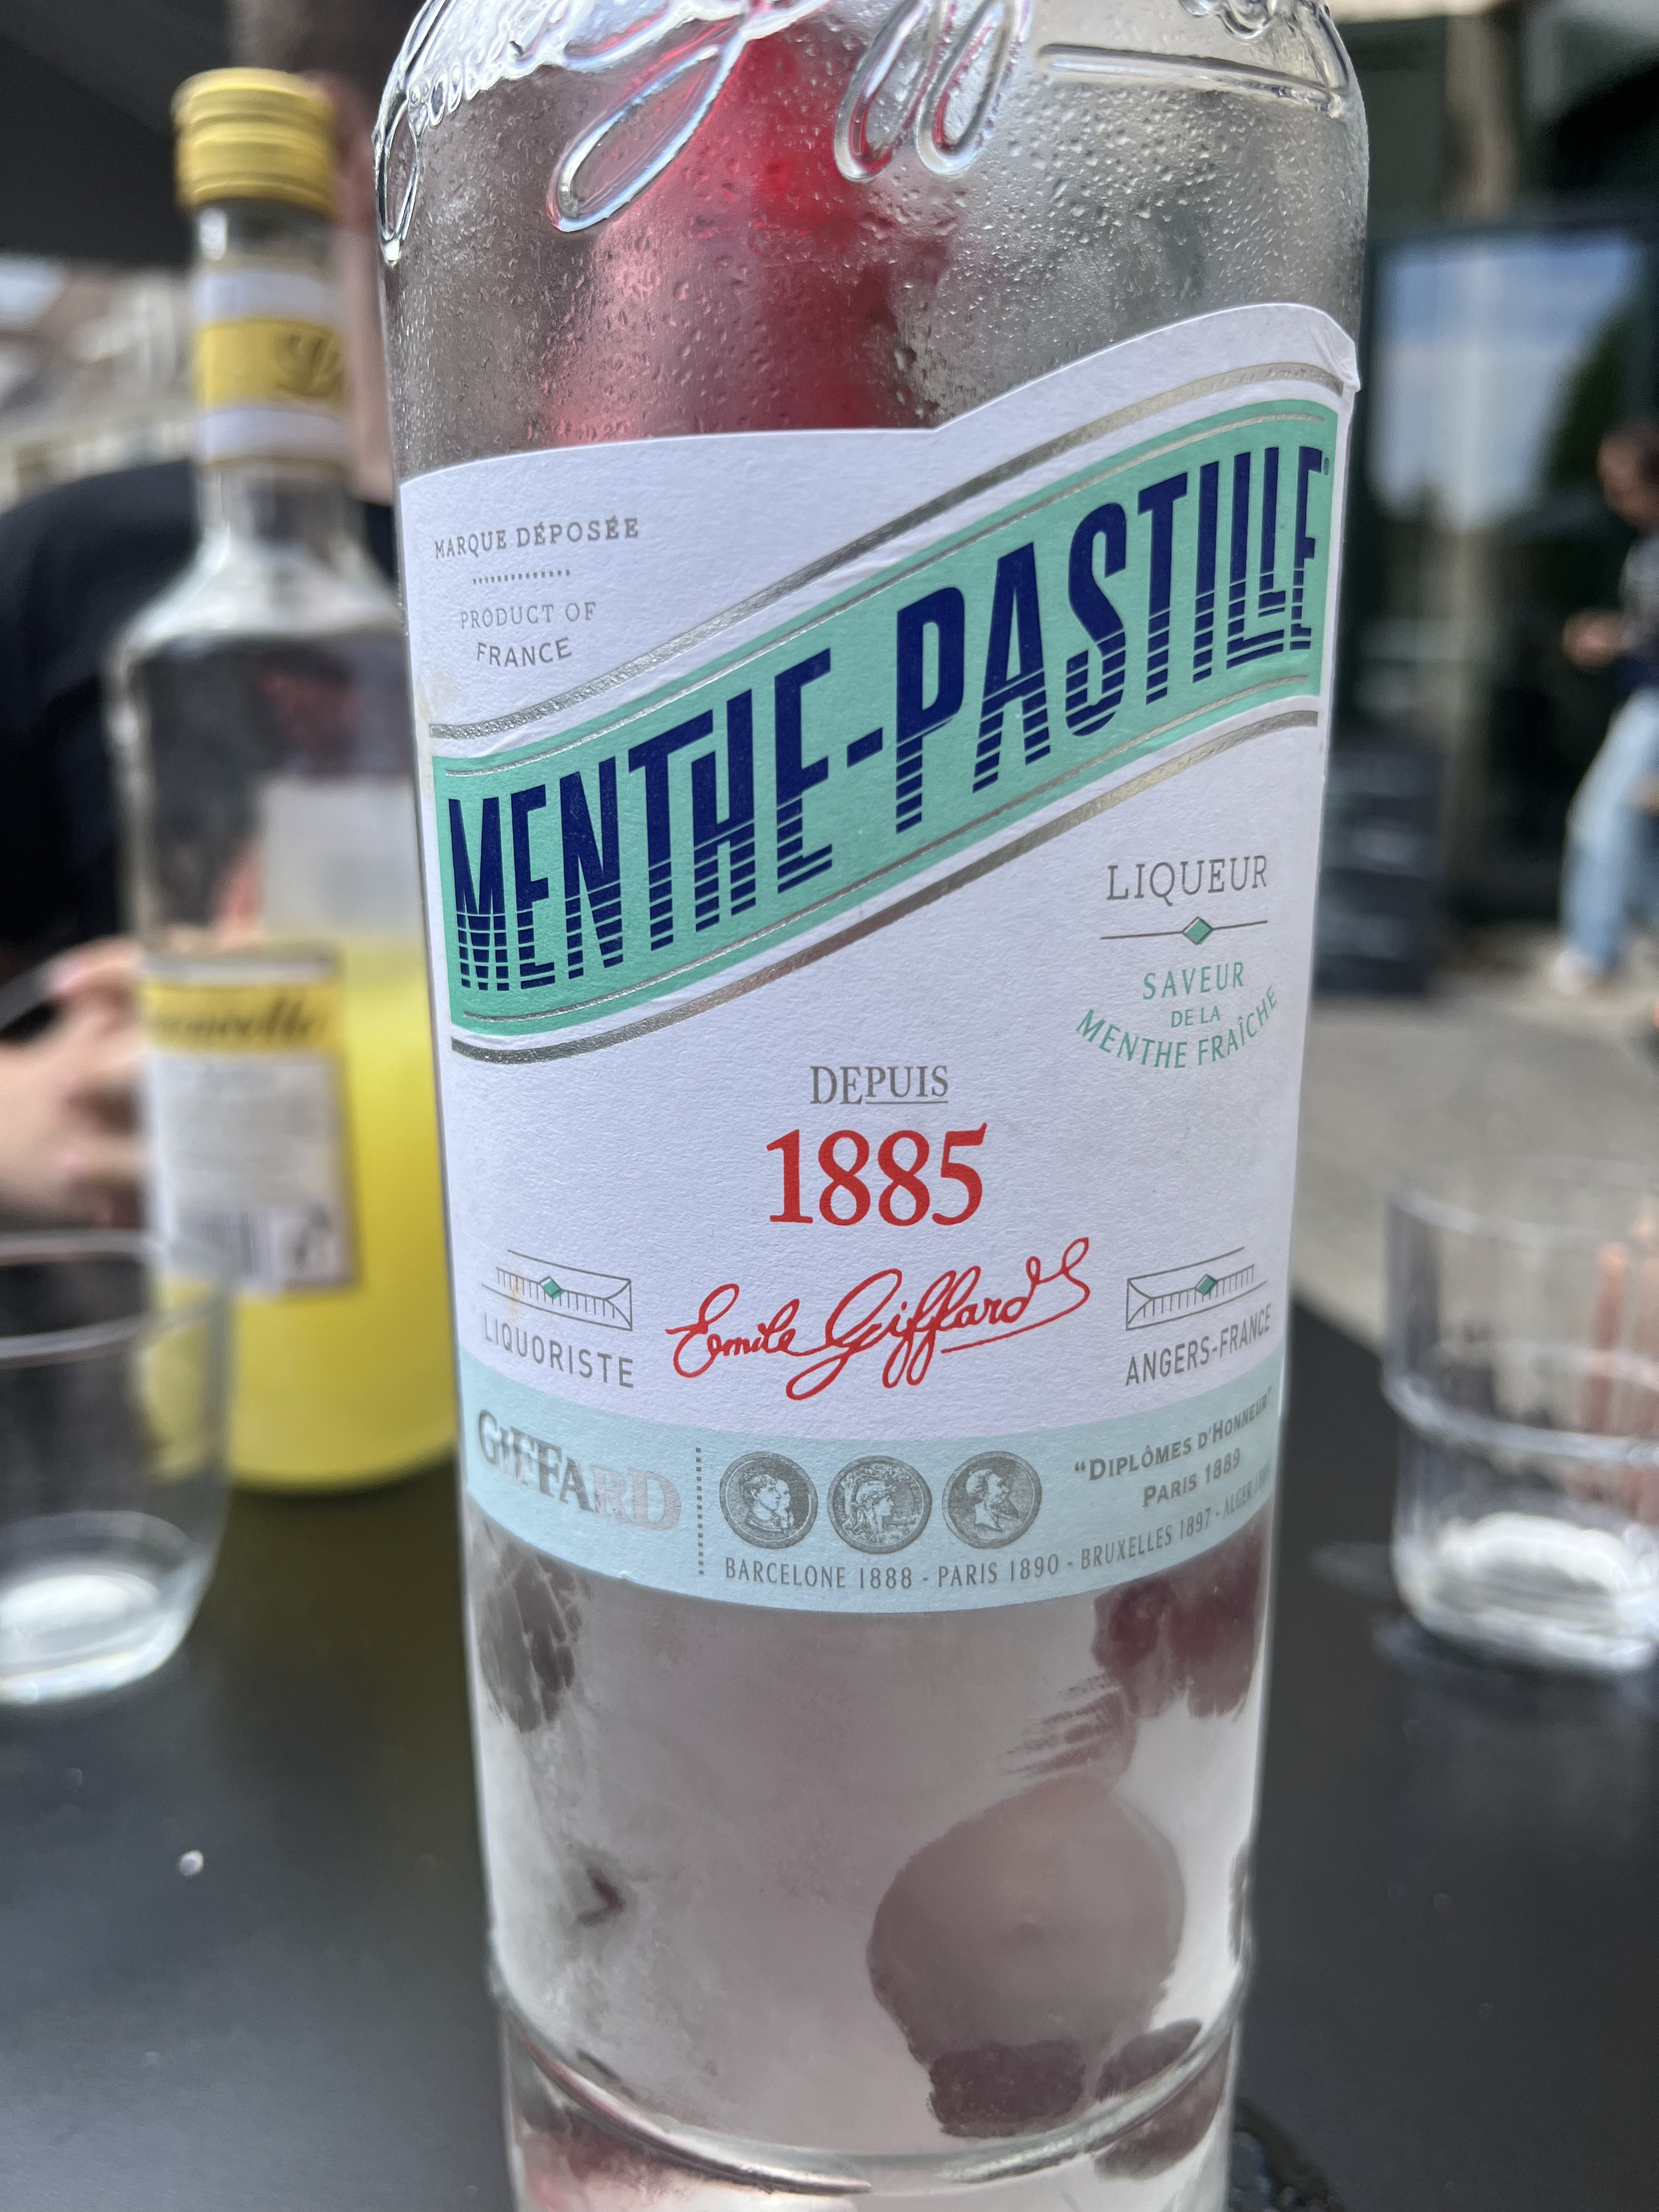 MARQUE DÉPOSÉE
PRODUCT OF
FRANCE
MENTHE-PASTILLE
LIQUEUR
SAVEUR
DE LA
MENTHE FRAÎCHE
DEPUIS
1885
LIQUORISTE
Emile Giffard
ANGERS-FRANCE
GIFFARD
"DIPLÔMES D'HONNEUR"
PARIS 1889
BARCELONE 1888 - PARIS 1890 - BRUXELLES 1897 - ALGER